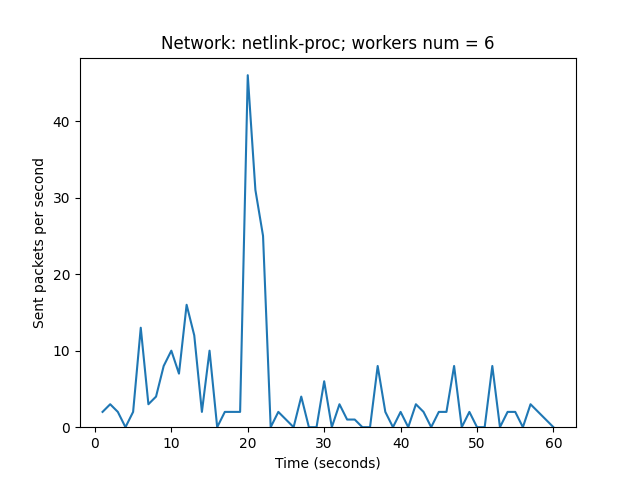 Network: netlink-proc; workers num = 6
Sent packets per second
40
30
20
10
0
0 10 20 30 40 50 60
Time (seconds)